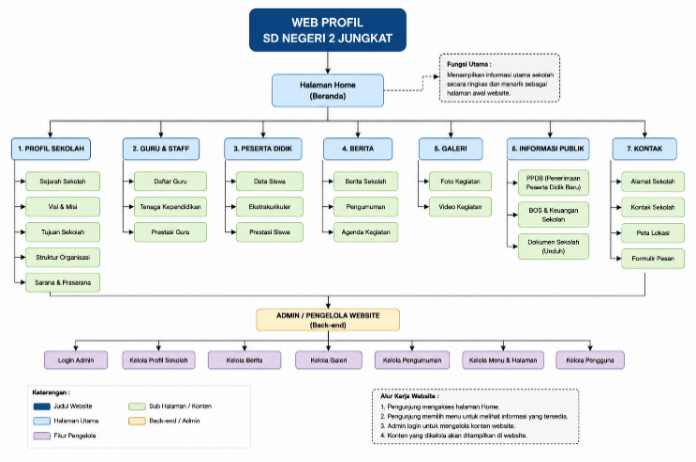 WEB PROFIL
SD NEGERI 2 JUNGKAT
Halaman Home
(Beranda)
Fungsi Utama :
Menampilkan informasi utama sekolah
secara ringkas dan menarik sebagai
halaman awal website.
1. PROFIL SEKOLAH
2. GURU & STAFF
3. PESERTA DIDIK
4. BERITA
5. GALERI
6. INFORMASI PUBLIK
7. KONTAK
Sejarah Sekolah
Visi & Misi
Tujuan Sekolah
Struktur Organisasi
Sarana & Prasarana
Daftar Guru
Tenaga Kependidikan
Prestasi Guru
Data Siswa
Ekstrakurikuler
Prestasi Siswa
Berita Sekolah
Pengumuman
Agenda Kegiatan
Foto Kegiatan
Video Kegiatan
PPDB (Penerimaan
Peserta Didik Baru)
BOS & Keuangan
Sekolah
Dokumen Sekolah
(Unduh)
Alamat Sekolah
Kontak Sekolah
Peta Lokasi
Formulir Pesan
ADMIN / PENGELOLA WEBSITE
(Back-end)
Login Admin
Kelola Profil Sekolah
Kelola Berita
Kelola Galeri
Kelola Pengumuman
Kelola Menu & Halaman
Kelola Pengguna
Keterangan :
Judul Website
Halaman Utama
Fitur Pengelola
Sub Halaman / Konten
Back-end / Admin
Alur Kerja Website :
1. Pengunjung mengakses halaman Home.
2. Pengunjung memilih menu untuk melihat informasi yang tersedia.
3. Admin login untuk mengelola konten website.
4. Konten yang dikelola akan ditampilkan di website.